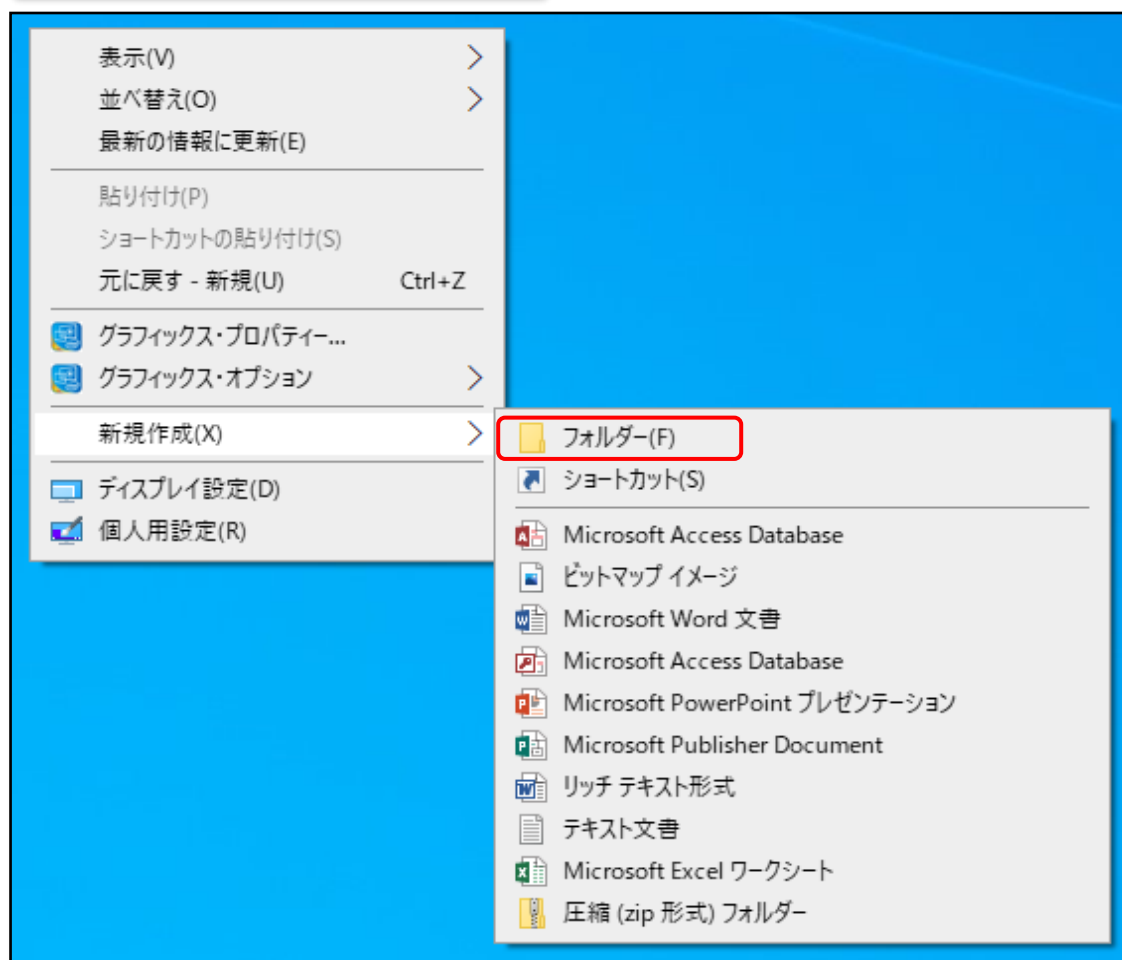 表示(V)
並べ替え(O)
最新の情報に更新(E)
貼り付け(P)
ショートカットの貼り付け(S)
元に戻す - 新規(U) Ctrl+Z
グラフィックス・プロパティー...
グラフィックス・オプション
新規作成(X)
ディスプレイ設定(D)
個人用設定(R)
フォルダー(F)
ショートカット(S)
Microsoft Access Database
ビットマップ イメージ
Microsoft Word 文書
Microsoft Access Database
Microsoft PowerPoint プレゼンテーション
Microsoft Publisher Document
リッチ テキスト形式
テキスト文書
Microsoft Excel ワークシート
圧縮 (zip 形式) フォルダー